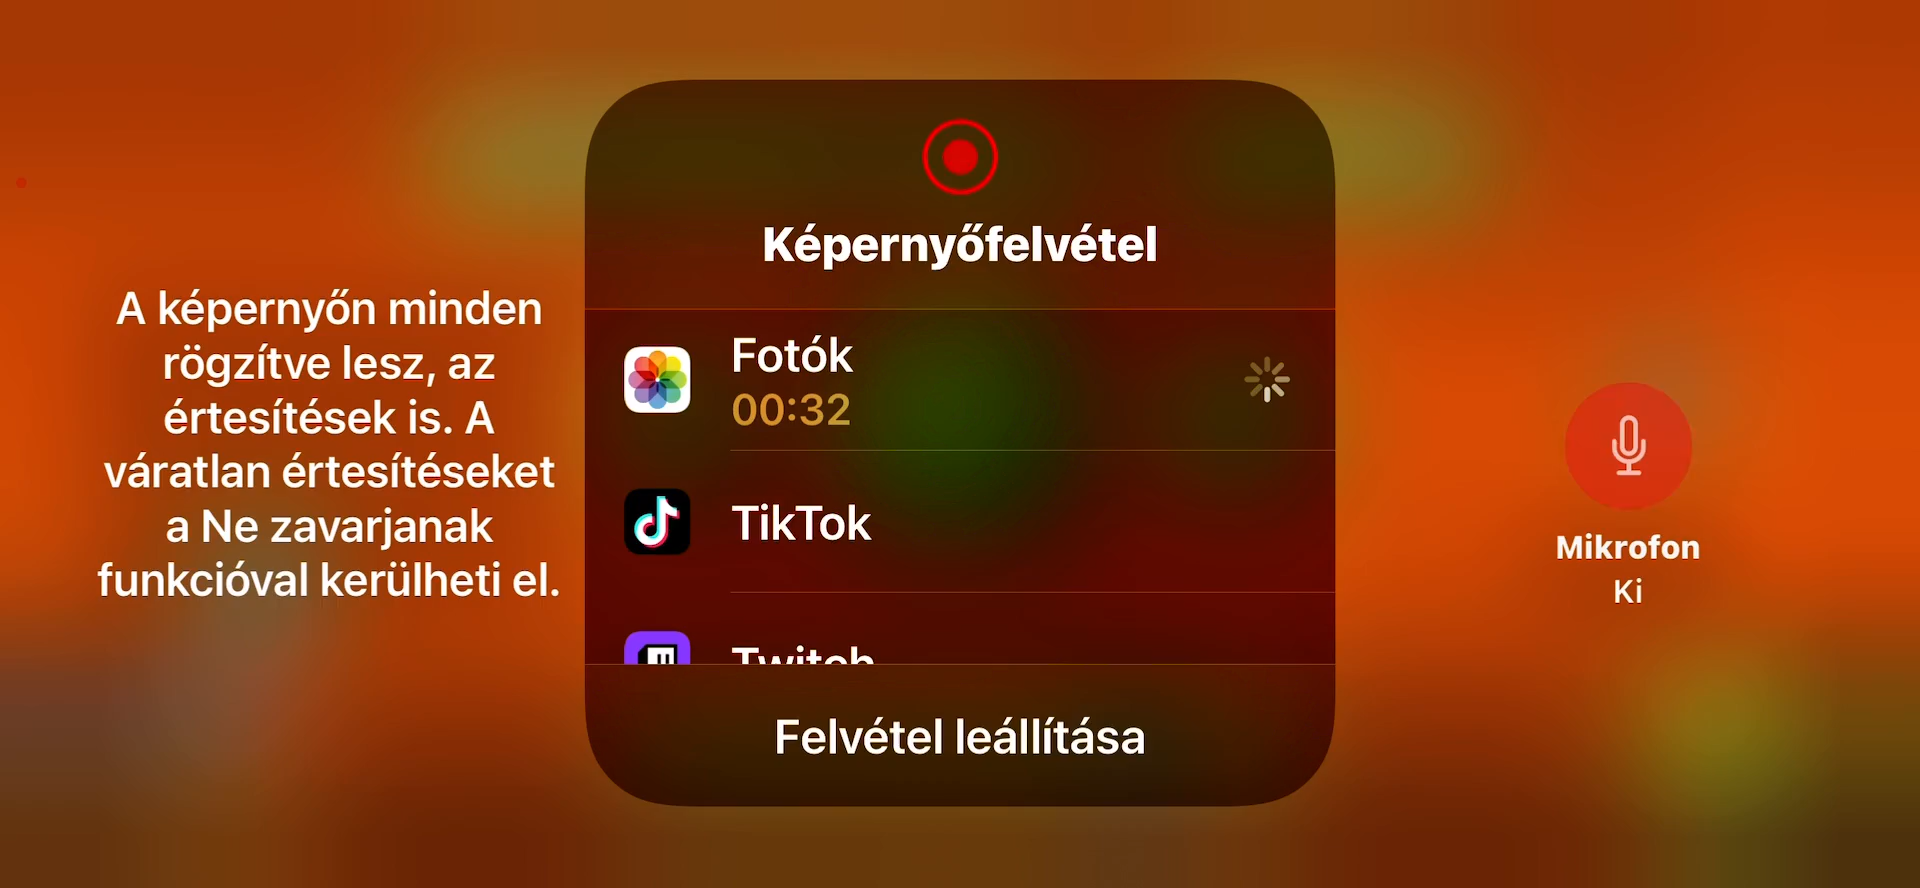 A képernyőn minden
rögzítve lesz, az
értesítések is. A
váratlan értesítéseket
a Ne zavarjanak
funkcióval kerülheti el.
Képernyőfelvétel
Fotók
00:32
TikTok
Twitch
Felvétel leállítása
Mikrofon
Ki